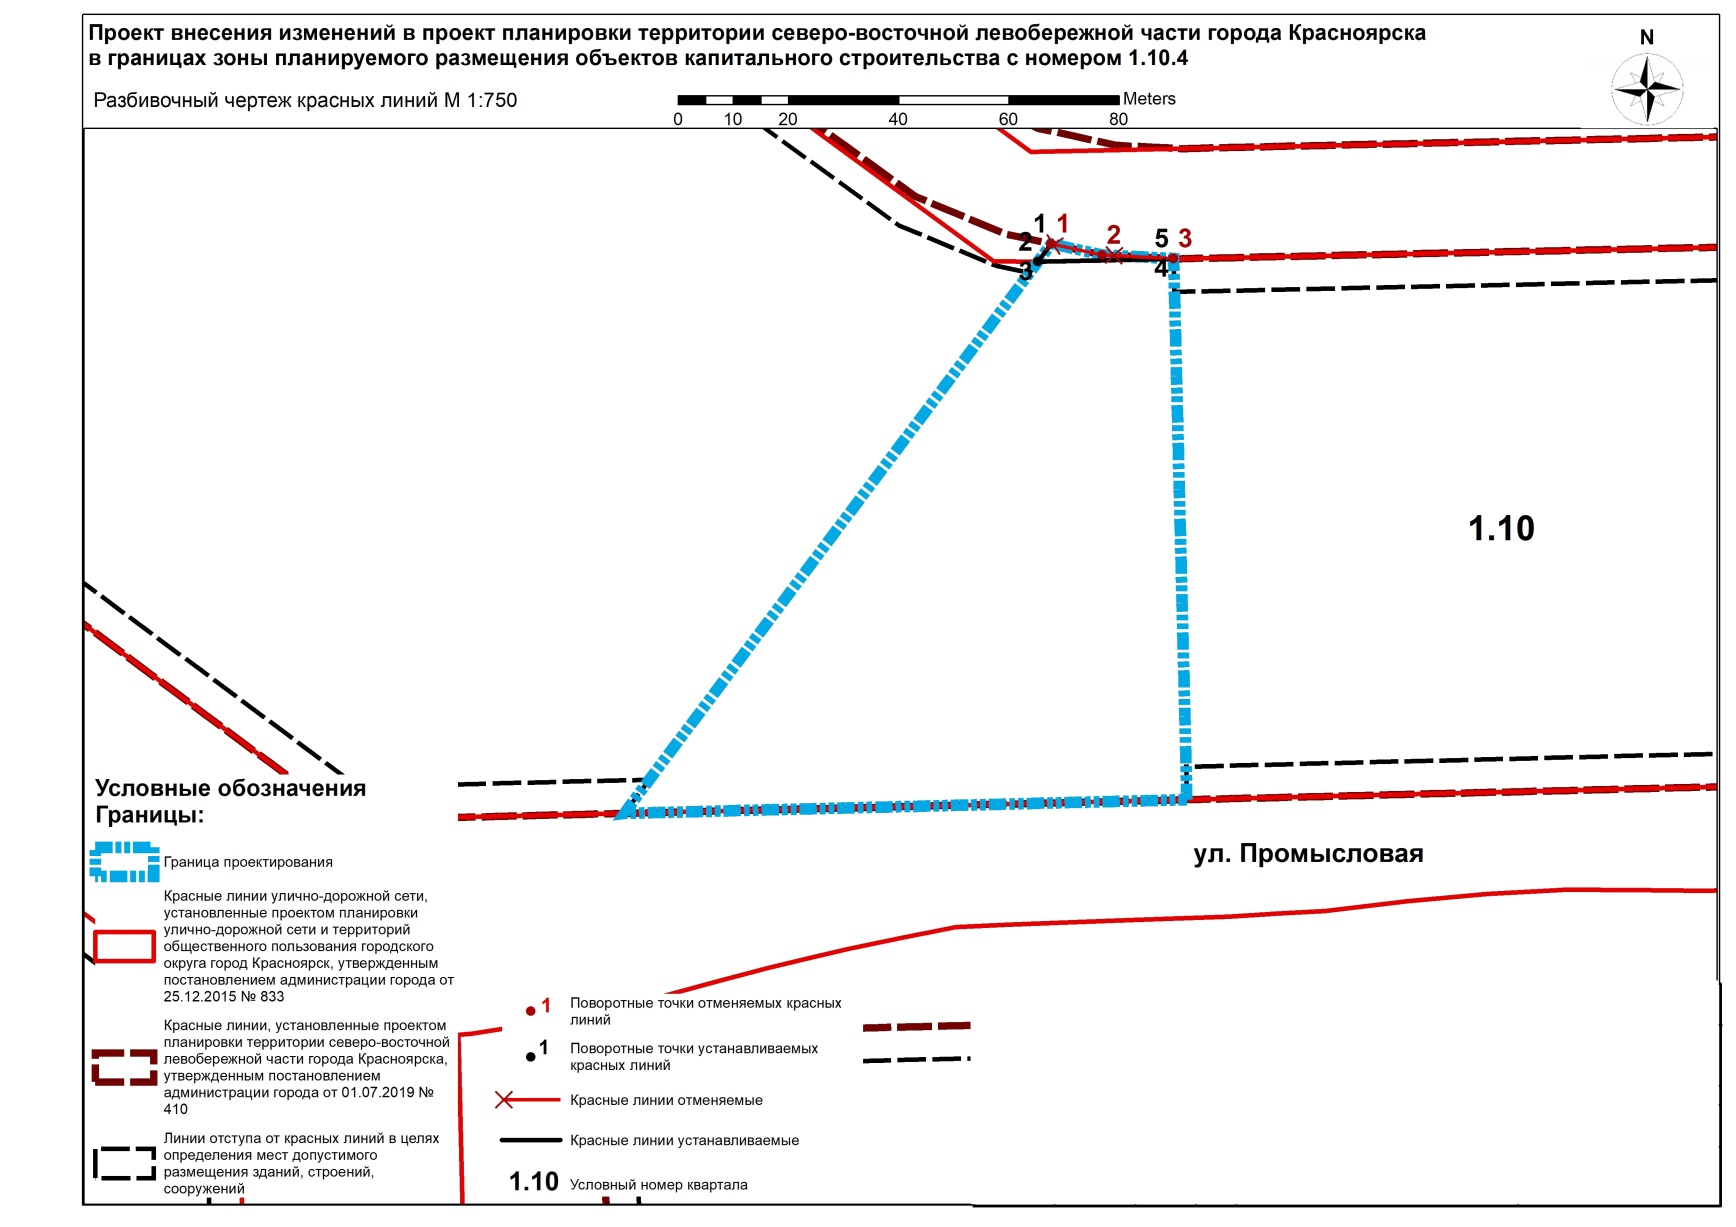 Проект внесения изменений в проект планировки территории северо-восточной левобережной части города Красноярска
в границах зоны планируемого размещения объектов капитального строительства с номером 1.10.4
N
Разбивочный чертеж красных линий М 1:750
Meters
0 10 20 40 60 80
1 1
2
2
5 3
3
4
1.10
ул. Промысловая
Условные обозначения
Границы:
Граница проектирования
Красные линии улично-дорожной сети,
установленные проектом планировки
улично-дорожной сети и территорий
общественного пользования городского
округа город Красноярск, утвержденным
постановлением администрации города от
25.12.2015 № 833
Красные линии, установленные проектом
планировки территории северо-восточной
левобережной части города Красноярска,
утвержденным постановлением
администрации города от 01.07.2019 №
410
Линии отступа от красных линий в целях
определения мест допустимого
размещения зданий, строений,
сооружений
1 Поворотные точки отменяемых красных
линий
1 Поворотные точки устанавливаемых
красных линий
Красные линии отменяемые
Красные линии устанавливаемые
1.10 Условный номер квартала